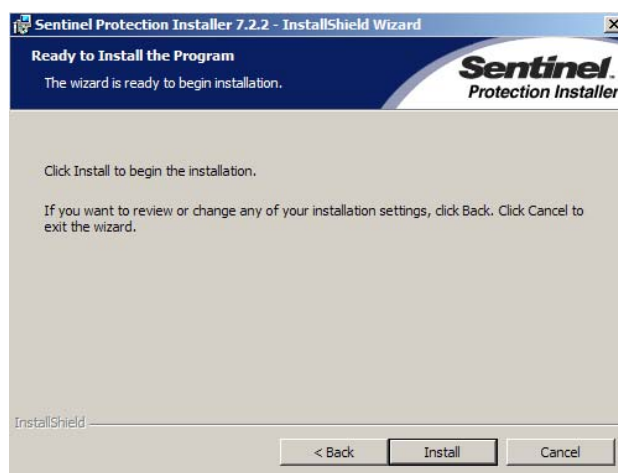 Sentinel Protection Installer 7.2.2 - InstallShield Wizard
Ready to Install the Program
The wizard is ready to begin installation.
Sentinel.
Protection Installer
Click Install to begin the installation.
If you want to review or change any of your installation settings, click Back. Click Cancel to
exit the wizard.
InstallShield
< Back
Install
Cancel